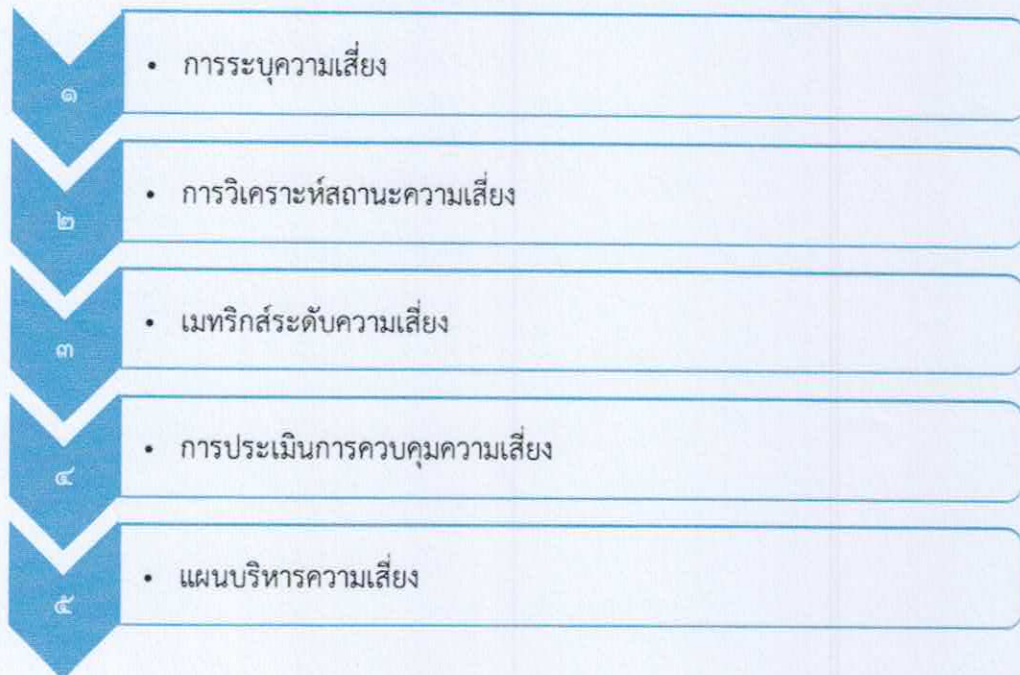 ๑
• การระบุความเสี่ยง
๒
• การวิเคราะห์สถานะความเสี่ยง
๓
• เมทริกส์ระดับความเสี่ยง
๔
• การประเมินการควบคุมความเสี่ยง
๕
• แผนบริหารความเสี่ยง